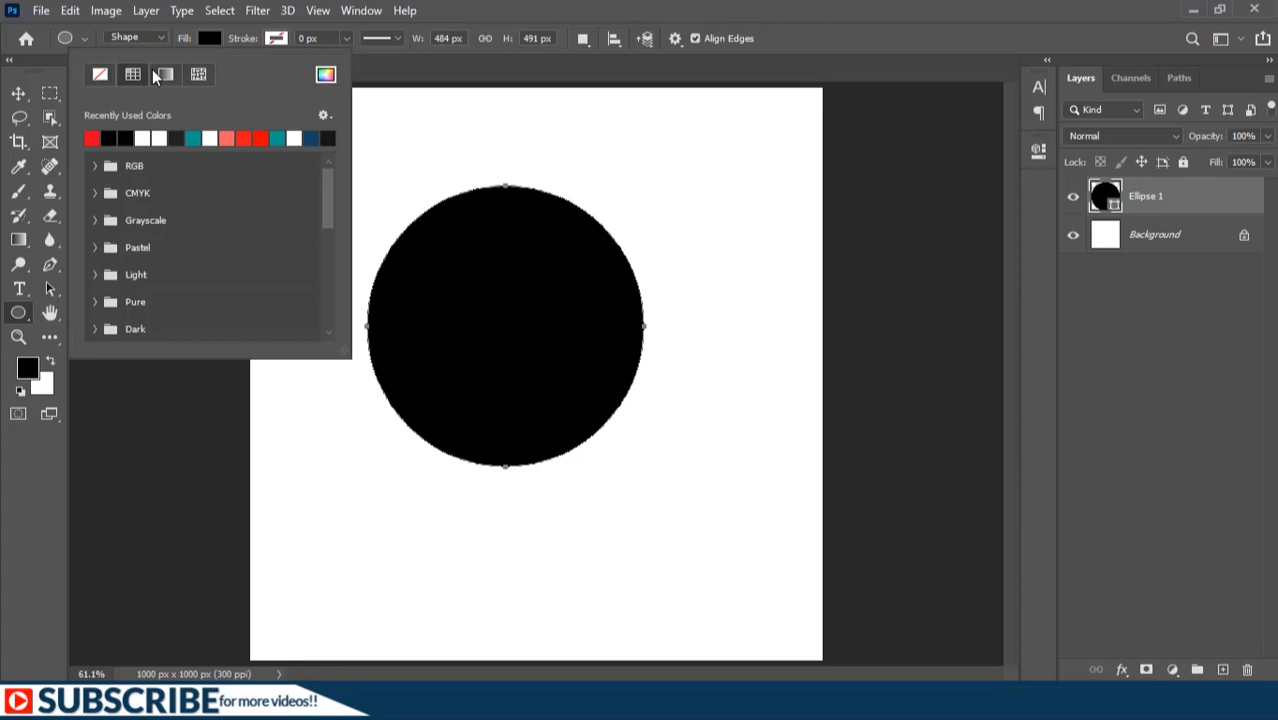 Ps File Edit Image Layer Type Select Filter 3D View Window Help
Shape Fill: Stroke: 0 px W: 484 px H: 491 px Align Edges
Recently Used Colors
RGB
CMYK
Grayscale
Pastel
Light
Pure
Dark
Layers Channels Paths
Kind
Normal Opacity: 100%
Lock: Fill: 100%
Ellipse 1
Background
61.1% 1000 px x 1000 px (300 ppi)
SUBSCRIBE for more videos!!